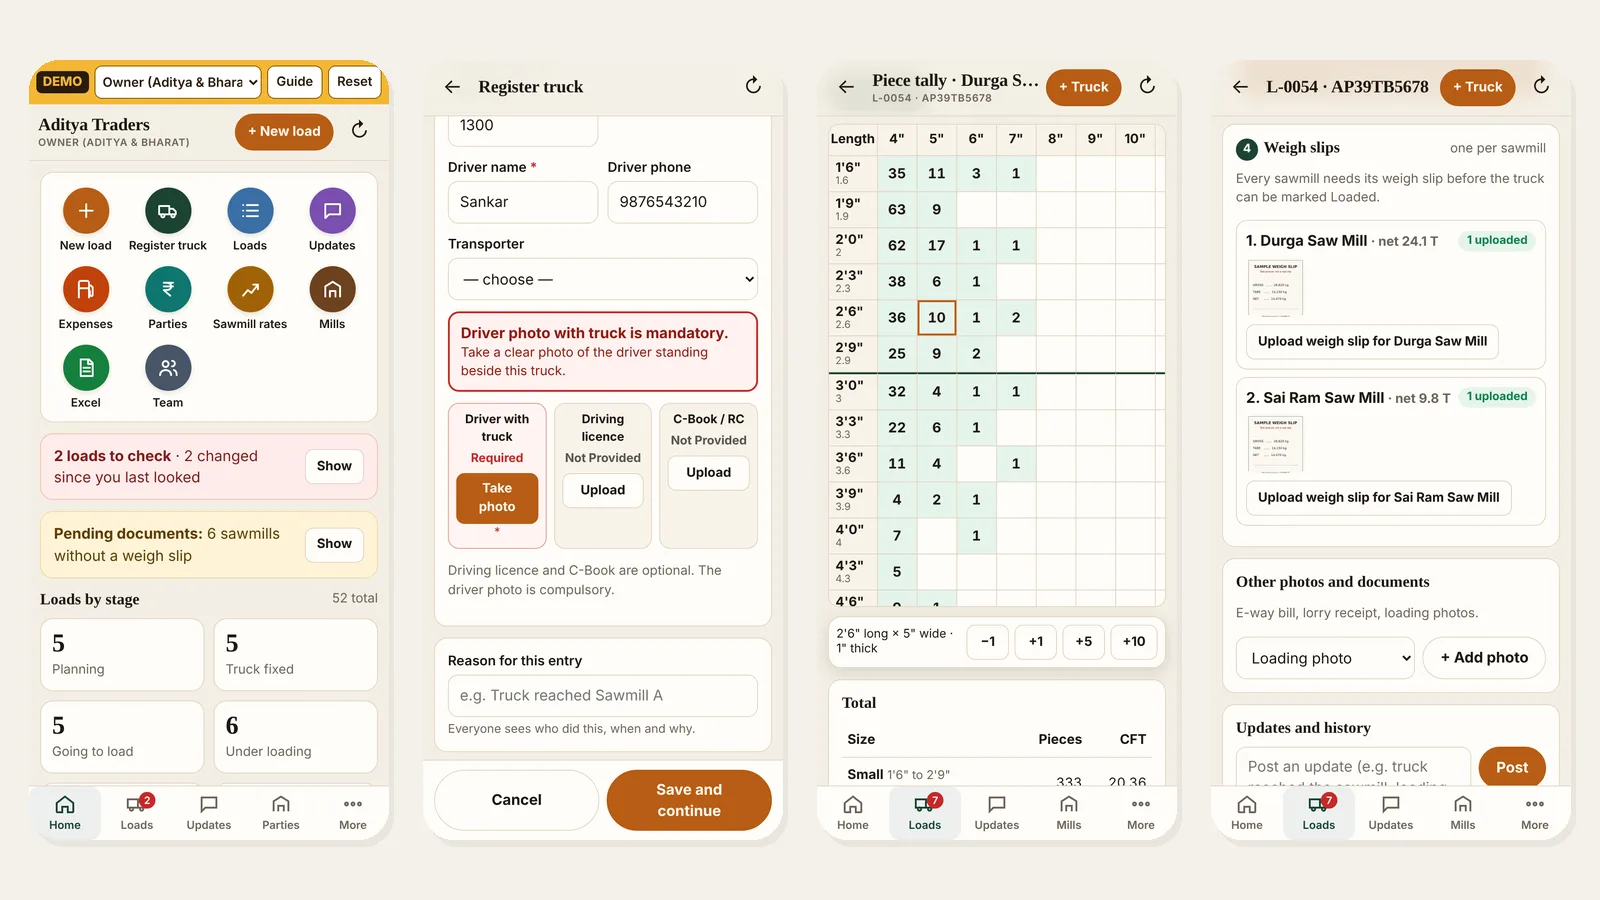 DEMO
Owner (Aditya & Bhara
Guide
Reset
Aditya Traders
OWNER (ADITYA & BHARAT)
+ New load
New load
Register truck
Loads
Updates
Expenses
Parties
Sawmill rates
Mills
Excel
Team
2 loads to check · 2 changed
since you last looked
Show
Pending documents: 6 sawmills
without a weigh slip
Show
Loads by stage
52 total
5
Planning
5
Truck fixed
5
Going to load
6
Under loading
Home
2
Loads
Updates
Parties
More
Register truck
1300
Driver name *
Driver phone
Sankar
9876543210
Transporter
— choose —
Driver photo with truck is mandatory.
Take a clear photo of the driver standing
beside this truck.
Driver with
truck
Required
Take
photo
*
Driving
licence
Not Provided
Upload
C-Book / RC
Not Provided
Upload
Driving licence and C-Book are optional. The
driver photo is compulsory.
Reason for this entry
e.g. Truck reached Sawmill A
Everyone sees who did this, when and why.
Cancel
Save and
continue
Piece tally · Durga S...
L-0054 · AP39TB5678
+ Truck
Length 4" 5" 6" 7" 8" 9" 10"
1'6" 35 11 3 1
1.6
1'9" 63 9
1.9
2'0" 62 17 1 1
2
2'3" 38 6 1
2.3
2'6" 36 10 1 2
2.6
2'9" 25 9 2
2.9
3'0" 32 4 1 1
3
3'3" 22 6 1
3.3
3'6" 11 4 1
3.6
3'9" 4 2 1
3.9
4'0" 7 1
4
4'3" 5
4.3
4'6"
2'6" long × 5" wide ·
1" thick
−1
+1
+5
+10
Total
Size Pieces CFT
Small 1'6" to 2'9" 333 20.36
Home
7
Loads
Updates
Mills
More
L-0054 · AP39TB5678
+ Truck
4 Weigh slips
one per sawmill
Every sawmill needs its weigh slip before the truck
can be marked Loaded.
1. Durga Saw Mill · net 24.1 T
1 uploaded
SAMPLE WEIGH SLIP
Upload weigh slip for Durga Saw Mill
2. Sai Ram Saw Mill · net 9.8 T
1 uploaded
SAMPLE WEIGH SLIP
Upload weigh slip for Sai Ram Saw Mill
Other photos and documents
E-way bill, lorry receipt, loading photos.
Loading photo
+ Add photo
Updates and history
Post an update (e.g. truck
reached the sawmill, loading
Post
Home
7
Loads
Updates
Mills
More